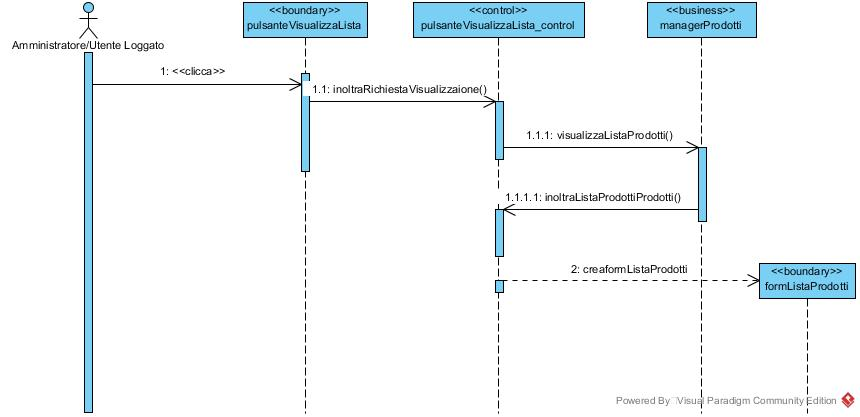 <<boundary>>
pulsanteVisualizzaLista
<<control>>
pulsanteVisualizzaLista_control
<<business>>
managerProdotti
Amministratore/Utente Loggato
1: <<clicca>>
1.1: inoltraRichiestaVisualizzaione()
1.1.1: visualizzaListaProdotti()
1.1.1.1: inoltraListaProdottiProdotti()
2: creaformListaProdotti
<<boundary>>
formListaProdotti
Powered By Visual Paradigm Community Edition